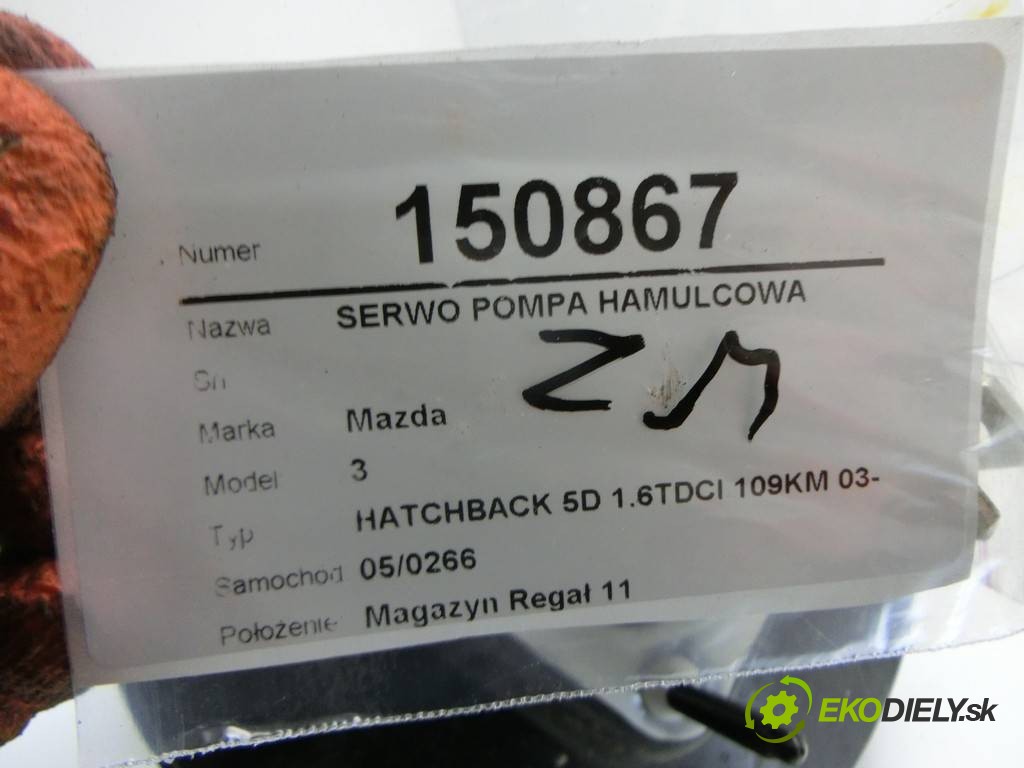 Numer 150867
Nazwa SERWO POMPA HAMULCOWA
Sn
Marka Mazda
Model 3
Typ HATCHBACK 5D 1.6TDCI 109KM 03-
Samochod 05/0266
Położenie Magazyn Regał 11
EKODIELY.sk